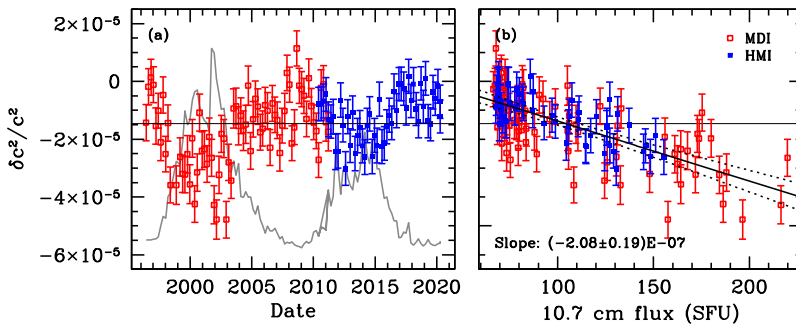 (a)
2×10⁻⁵
0
−2×10⁻⁵
−4×10⁻⁵
−6×10⁻⁵
δc²/c²
2000 2005 2010 2015 2020
Date
(b)
MDI
HMI
Slope: (−2.08±0.19)E−07
100 150 200
10.7 cm flux (SFU)